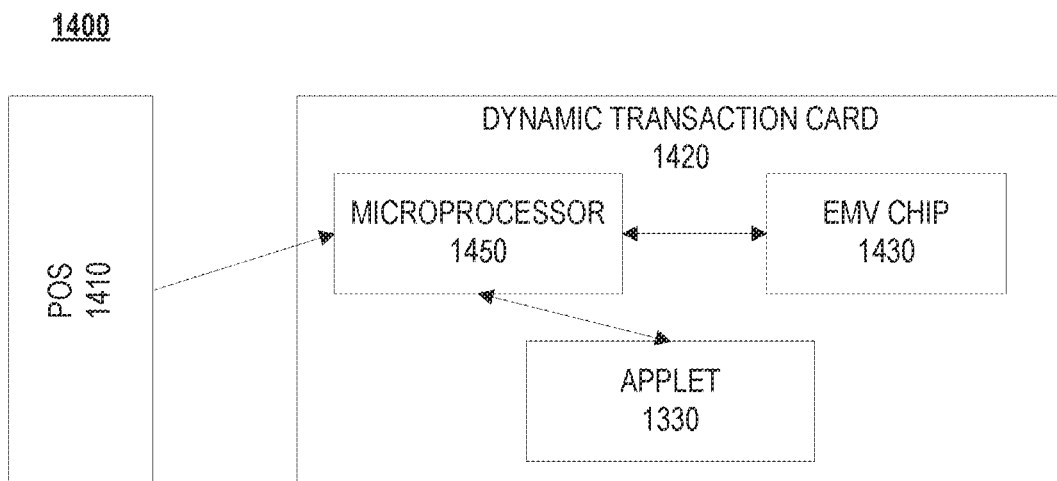 1400
DYNAMIC TRANSACTION CARD
1420
MICROPROCESSOR
1450
EMV CHIP
1430
POS
1410
APPLET
1330